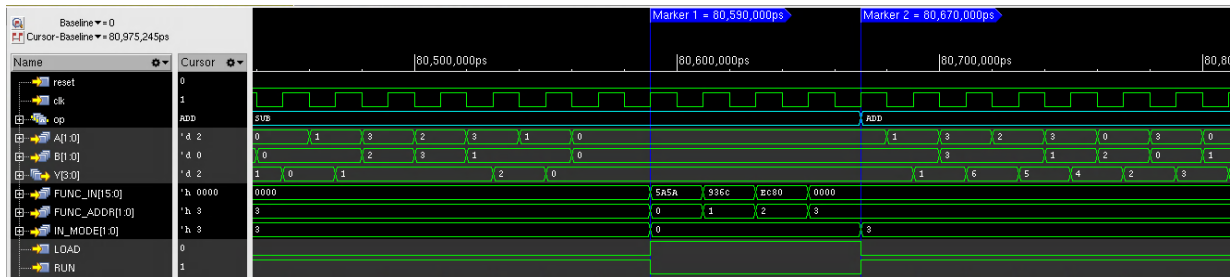 Baseline ▾ = 0
Cursor-Baseline ▾ = 80,975,245ps
Marker 1 = 80,590,000ps Marker 2 = 80,670,000ps
Name Cursor 80,500,000ps 80,600,000ps 80,700,000ps 80,8
reset 0
clk 1
op ADD SUB ADD
A[1:0] 'd 2 0 1 3 2 3 1 0 1 3 2 3 0 3 0
B[1:0] 'd 0 0 2 3 1 0 3 1 2 0 1
Y[3:0] 'd 2 1 0 1 2 0 1 6 5 4 2 3
FUNC_IN[15:0] 'h 0000 0000 5A5A 936C EC80 0000
FUNC_ADDR[1:0] 'h 3 3 0 1 2 3
IN_MODE[1:0] 'h 3 3 0 3
LOAD 0
RUN 1